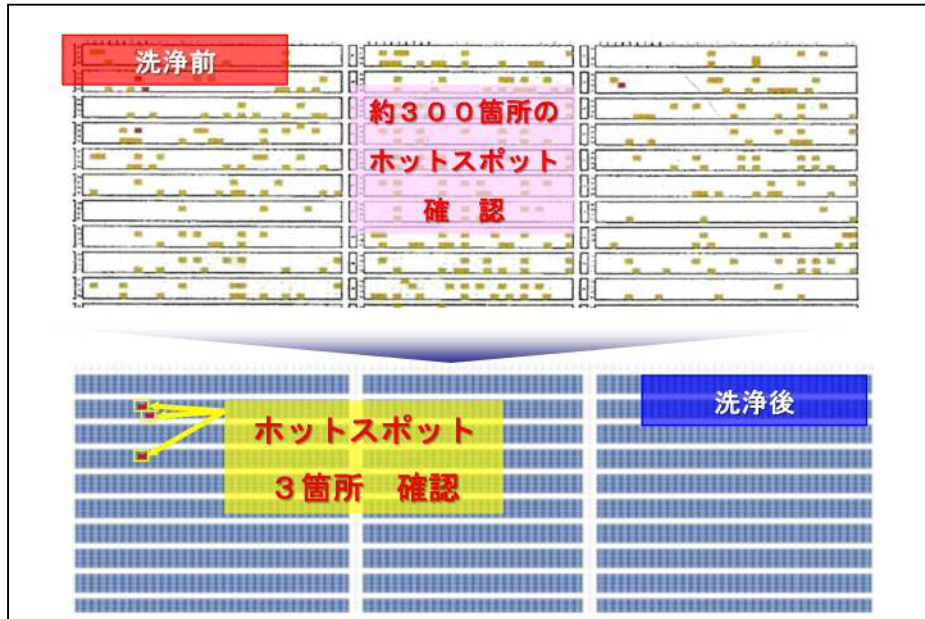 洗浄前
約３００箇所の
ホットスポット
確　認
洗浄後
ホットスポット
３箇所　確認